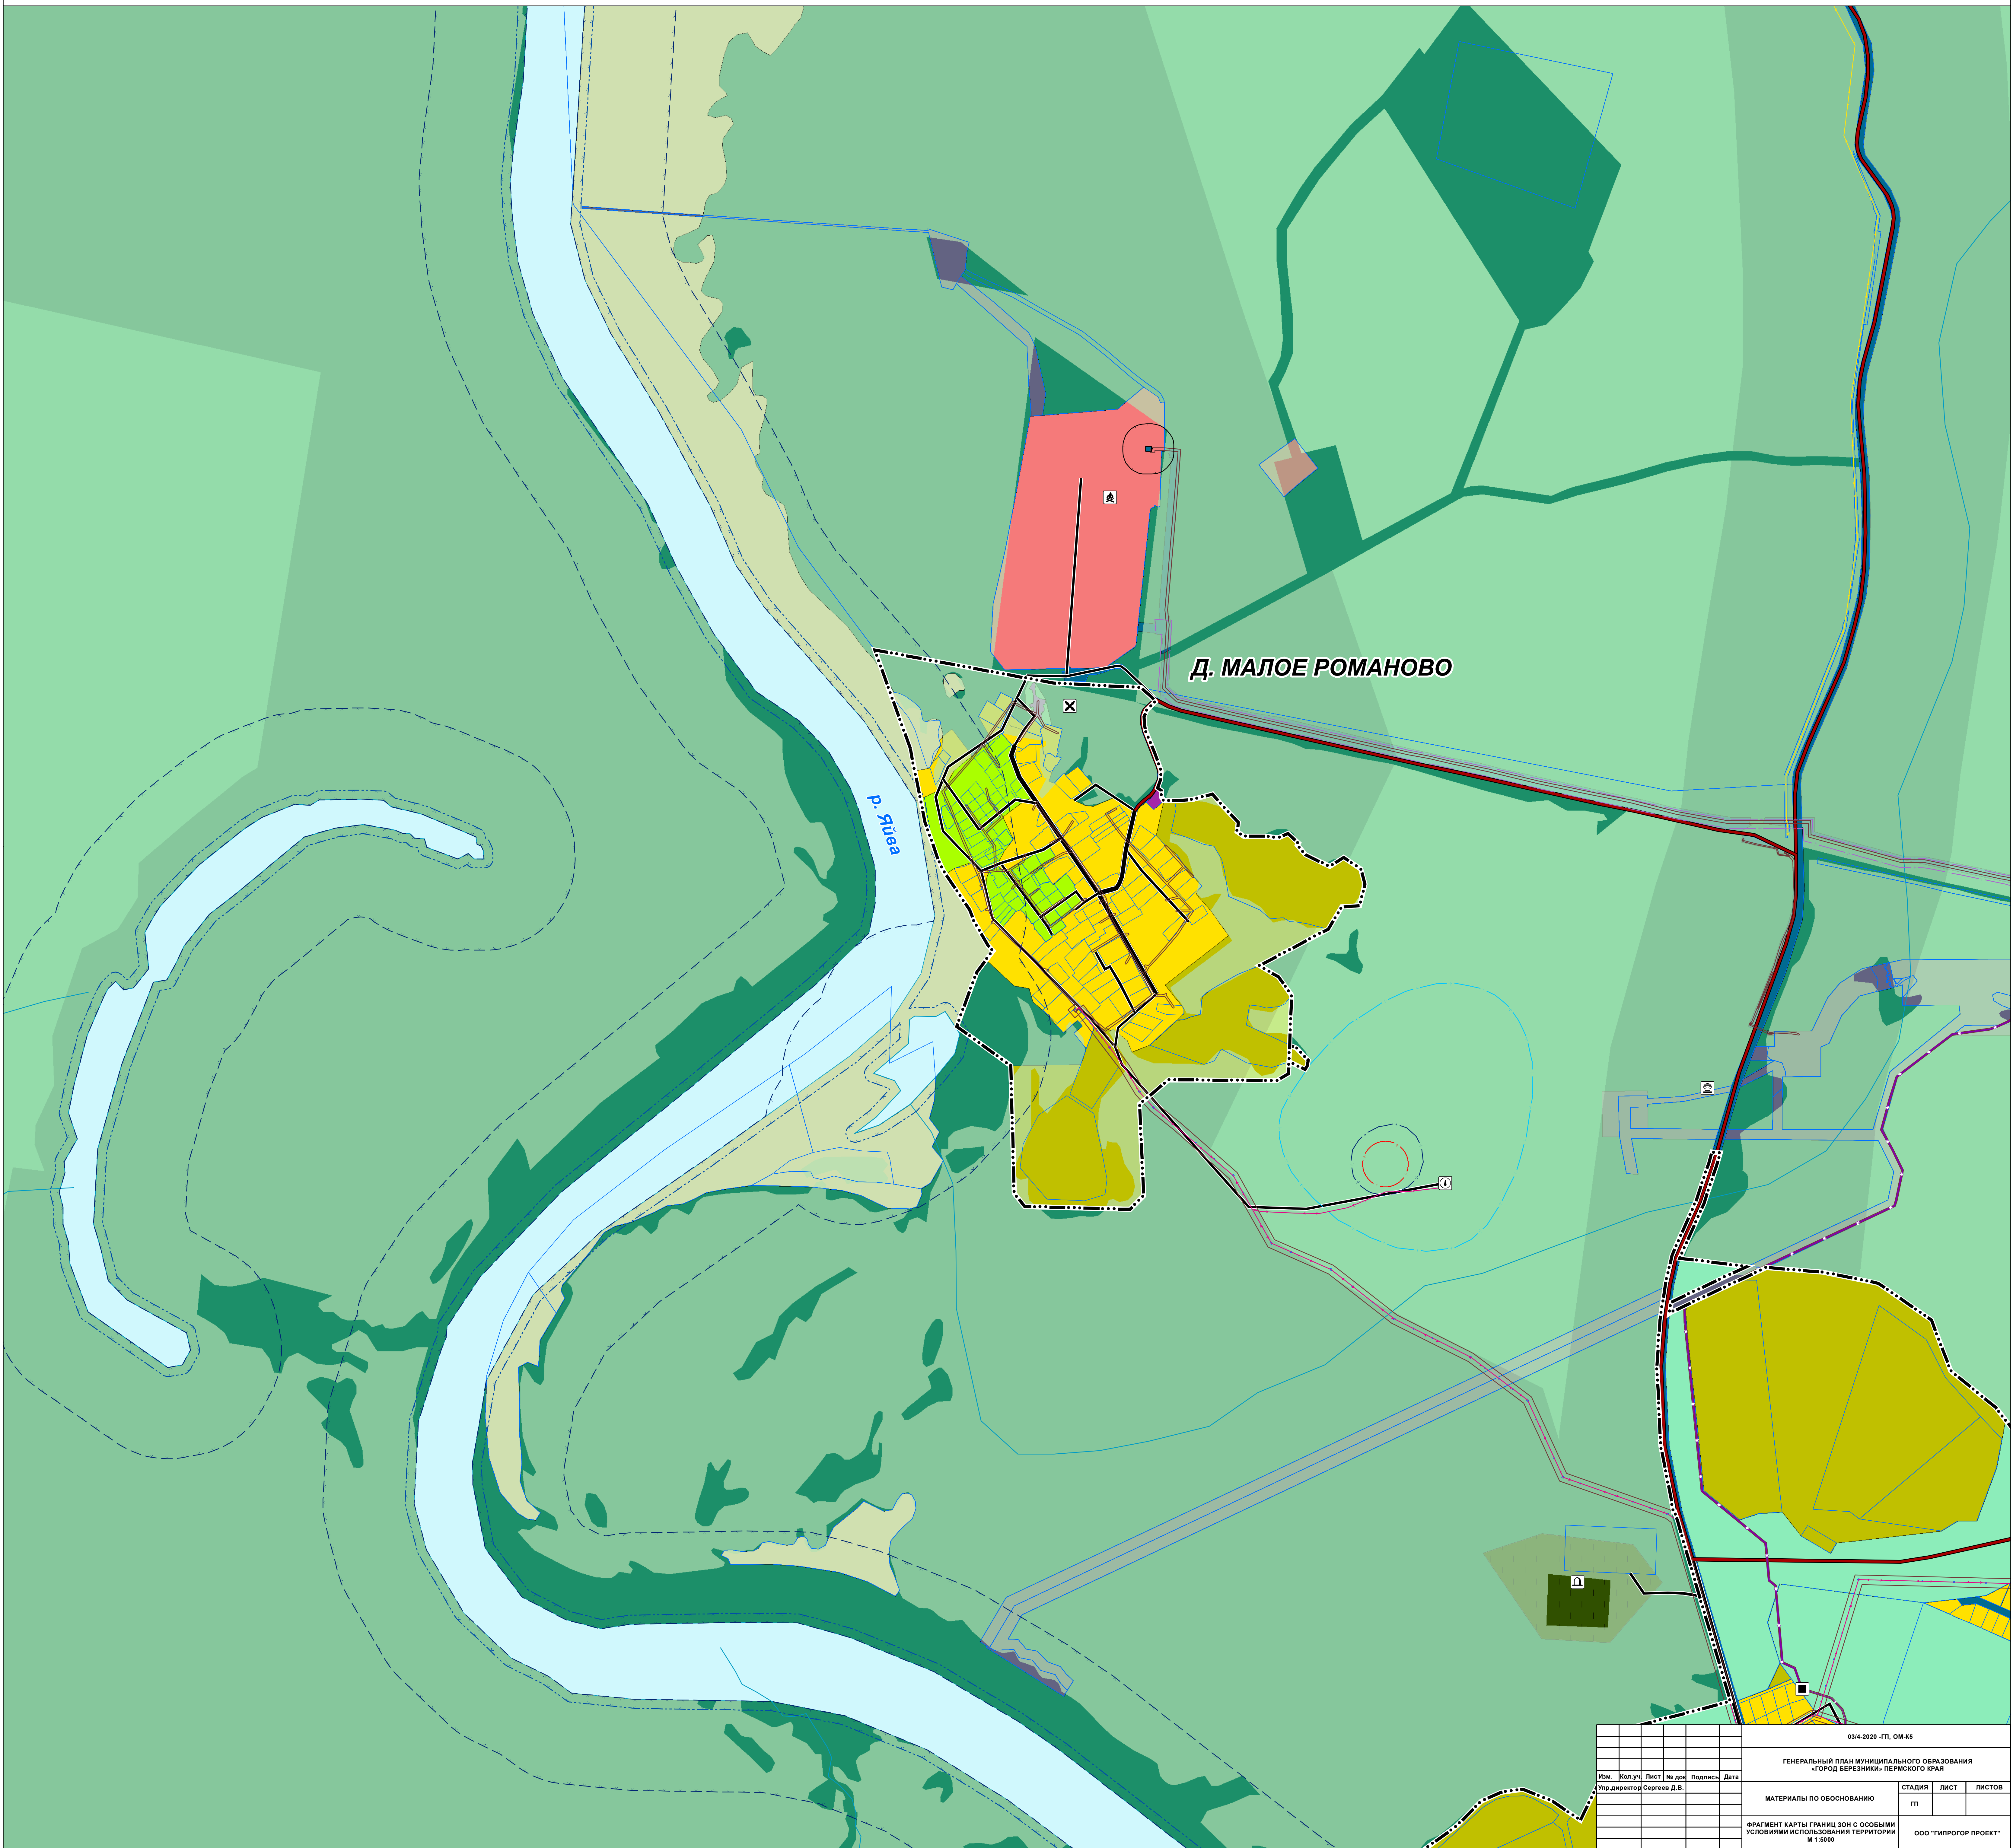 Д. МАЛОЕ РОМАНОВО
р. Яйва
03/4-2020 -ГП, ОМ-К5
ГЕНЕРАЛЬНЫЙ ПЛАН МУНИЦИПАЛЬНОГО ОБРАЗОВАНИЯ
«ГОРОД БЕРЕЗНИКИ» ПЕРМСКОГО КРАЯ
Изм. Кол.уч Лист № док Подпись Дата
Упр.директор Сергеев Д.В.
МАТЕРИАЛЫ ПО ОБОСНОВАНИЮ
СТАДИЯ ЛИСТ ЛИСТОВ
ГП
ФРАГМЕНТ КАРТЫ ГРАНИЦ ЗОН С ОСОБЫМИ
УСЛОВИЯМИ ИСПОЛЬЗОВАНИЯ ТЕРРИТОРИИ
М 1:5000
ООО "ГИПРОГОР ПРОЕКТ"